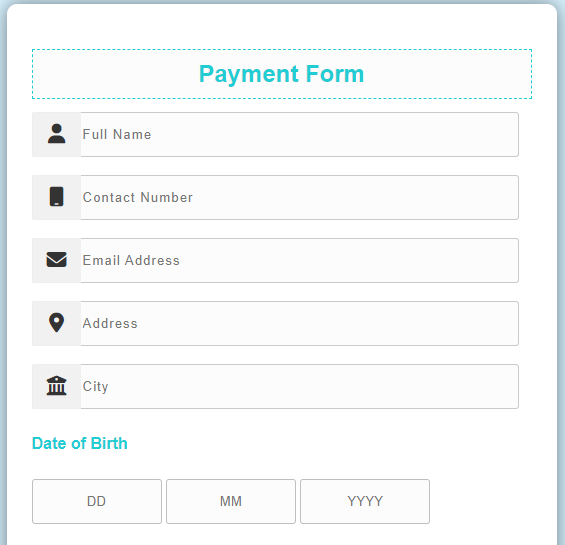 Payment Form
Full Name
Contact Number
Email Address
Address
City
Date of Birth
DD MM YYYY